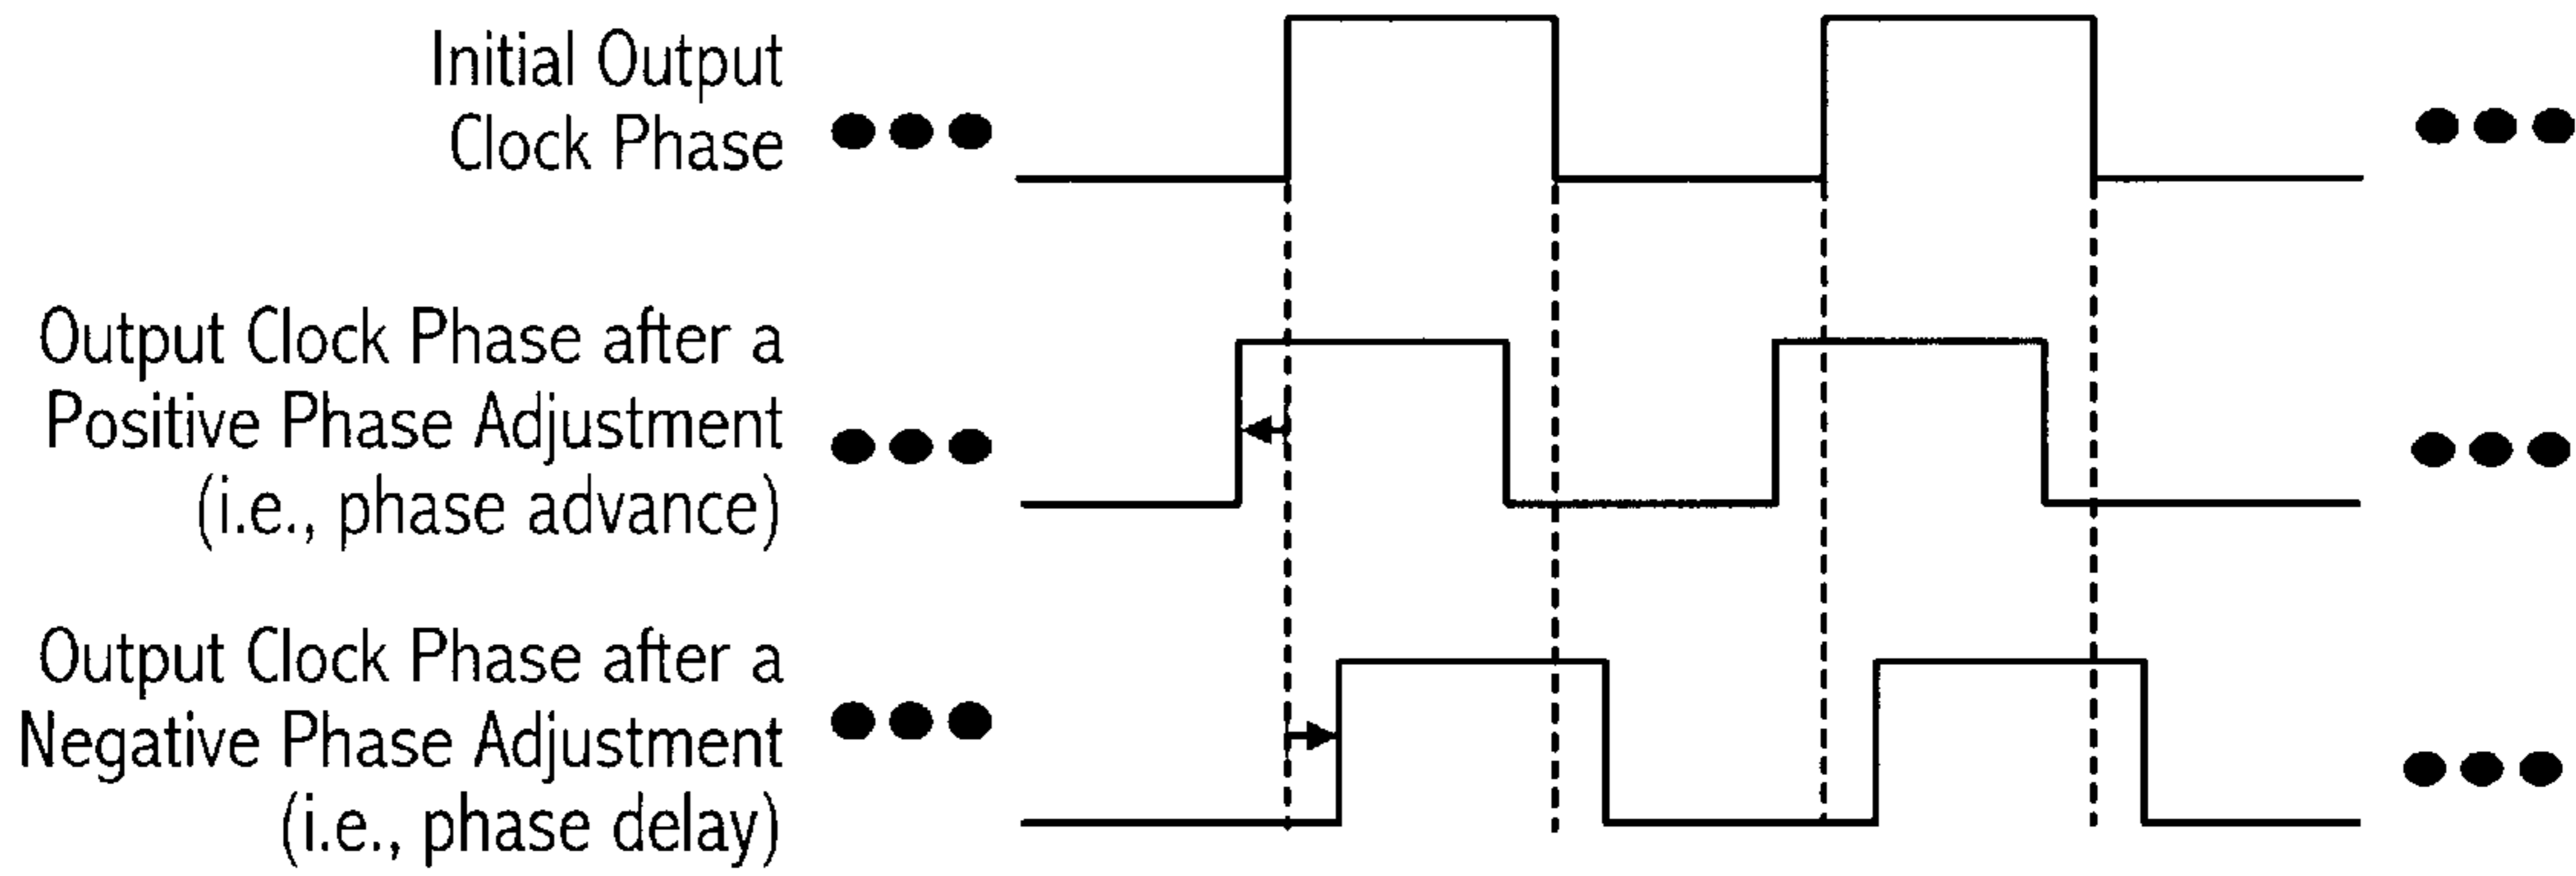 Initial Output
Clock Phase
Output Clock Phase after a
Positive Phase Adjustment
(i.e., phase advance)
Output Clock Phase after a
Negative Phase Adjustment
(i.e., phase delay)